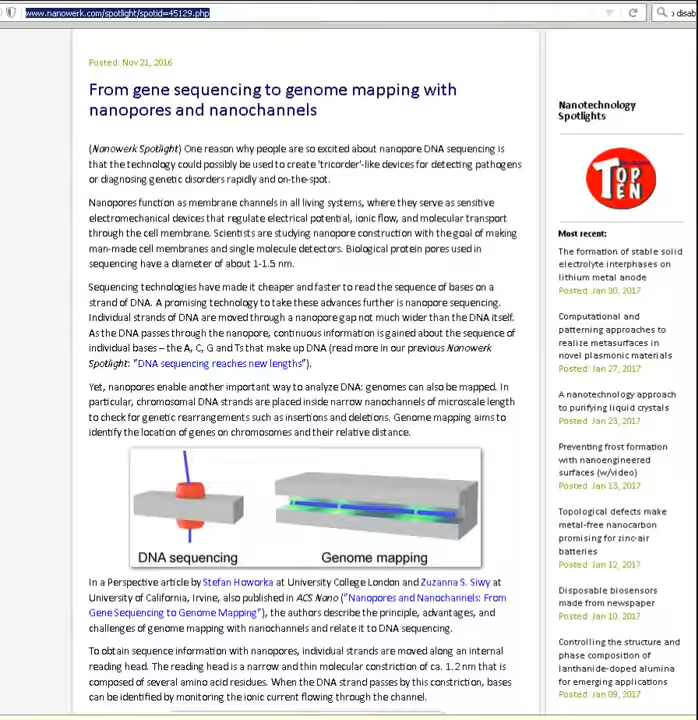 www.nanowerk.com/spotlight/spotid=45129.php
› disab
Posted: Nov 21, 2016
From gene sequencing to genome mapping with
nanopores and nanochannels
(Nanowerk Spotlight) One reason why people are so excited about nanopore DNA sequencing is
that the technology could possibly be used to create 'tricorder'-like devices for detecting pathogens
or diagnosing genetic disorders rapidly and on-the-spot.
Nanopores function as membrane channels in all living systems, where they serve as sensitive
electromechanical devices that regulate electrical potential, ionic flow, and molecular transport
through the cell membrane. Scientists are studying nanopore construction with the goal of making
man-made cell membranes and single molecule detectors. Biological protein pores used in
sequencing have a diameter of about 1-1.5 nm.
Sequencing technologies have made it cheaper and faster to read the sequence of bases on a
strand of DNA. A promising technology to take these advances further is nanopore sequencing.
Individual strands of DNA are moved through a nanopore gap not much wider than the DNA itself.
As the DNA passes through the nanopore, continuous information is gained about the sequence of
individual bases – the A, C, G and Ts that make up DNA (read more in our previous Nanowerk
Spotlight: "DNA sequencing reaches new lengths").
Yet, nanopores enable another important way to analyze DNA: genomes can also be mapped. In
particular, chromosomal DNA strands are placed inside narrow nanochannels of microscale length
to check for genetic rearrangements such as insertions and deletions. Genome mapping aims to
identify the location of genes on chromosomes and their relative distance.
DNA sequencing
Genome mapping
In a Perspective article by Stefan Howorka at University College London and Zuzanna S. Siwy at
University of California, Irvine, also published in ACS Nano ("Nanopores and Nanochannels: From
Gene Sequencing to Genome Mapping"), the authors describe the principle, advantages, and
challenges of genome mapping with nanochannels and relate it to DNA sequencing.
To obtain sequence information with nanopores, individual strands are moved along an internal
reading head. The reading head is a narrow and thin molecular constriction of ca. 1.2 nm that is
composed of several amino acid residues. When the DNA strand passes by this constriction, bases
can be identified by monitoring the ionic current flowing through the channel.
Nanotechnology
Spotlights
TOP
TEN
Most recent:
The formation of stable solid
electrolyte interphases on
lithium metal anode
Posted: Jan 30, 2017
Computational and
patterning approaches to
realize metasurfaces in
novel plasmonic materials
Posted: Jan 27, 2017
A nanotechnology approach
to purifying liquid crystals
Posted: Jan 23, 2017
Preventing frost formation
with nanoengineered
surfaces (w/video)
Posted: Jan 13, 2017
Topological defects make
metal-free nanocarbon
promising for zinc-air
batteries
Posted: Jan 12, 2017
Disposable biosensors
made from newspaper
Posted: Jan 10, 2017
Controlling the structure and
phase composition of
lanthanide-doped alumina
for emerging applications
Posted: Jan 09, 2017